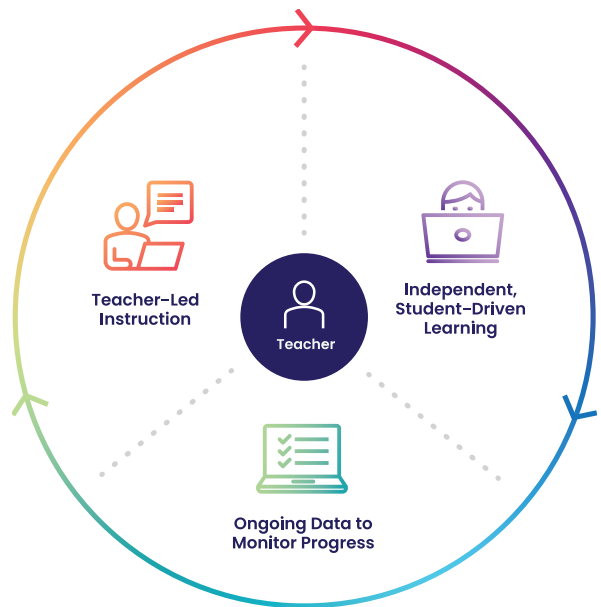 Teacher-Led
Instruction
Independent,
Student-Driven
Learning
Teacher
Ongoing Data to
Monitor Progress